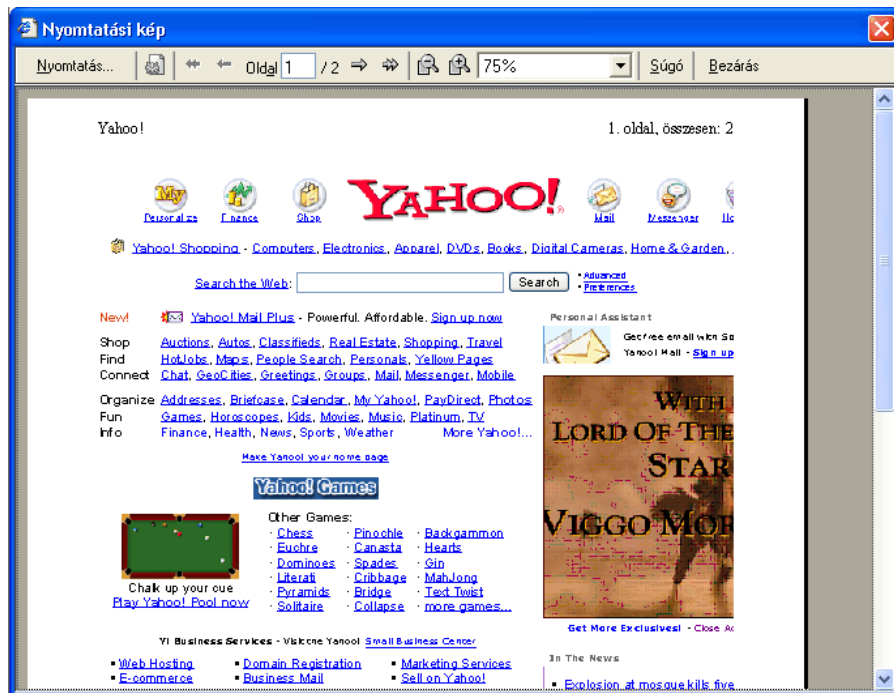 Nyomtatási kép
Nyomtatás... Oldal 1 / 2 75% Súgó Bezárás
Yahoo! 1. oldal, összesen: 2
My YAHOO!
Personalize Finance Shop Mail Messenger
Yahoo! Shopping - Computers, Electronics, Apparel, DVDs, Books, Digital Cameras, Home & Garden,
Search the Web: Search · Advanced
· Preferences
New! Yahoo! Mail Plus - Powerful. Affordable. Sign up now
Shop Auctions, Autos, Classifieds, Real Estate, Shopping, Travel
Find HotJobs, Maps, People Search, Personals, Yellow Pages
Connect Chat, GeoCities, Greetings, Groups, Mail, Messenger, Mobile
Organize Addresses, Briefcase, Calendar, My Yahoo!, PayDirect, Photos
Fun Games, Horoscopes, Kids, Movies, Music, Platinum, TV
Info Finance, Health, News, Sports, Weather More Yahoo!...
Make Yahoo! your home page
Yahoo! Games
Chalk up your cue
Play Yahoo! Pool now
Other Games:
· Chess · Pinochle · Backgammon
· Euchre · Canasta · Hearts
· Dominoes · Spades · Gin
· Literati · Cribbage · MahJong
· Pyramids · Bridge · Text Twist
· Solitaire · Collapse · more games...
Y! Business Services - Visit the Yahoo! Small Business Center
· Web Hosting · Domain Registration · Marketing Services
· E-commerce · Business Mail · Sell on Yahoo!
Personal Assistant
Get free email with
Yahoo! Mail - Sign up
WITH
LORD OF THE
STAR
VIGGO MOR
Get More Exclusives! - Close
In The News
· Explosion at mosque kills five